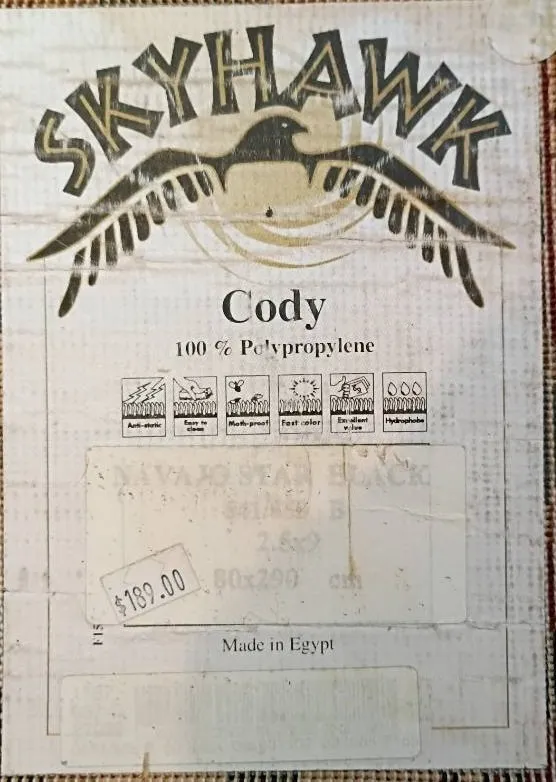 SKYHAWK
Cody
100 % Polypropylene
Anti-static
Easy to clean
Moth-proof
Fast color
Excellent value
Hydrophobe
NAVAJO STAR BLACK
2.6x9
80x290 cm
$189.00
Made in Egypt